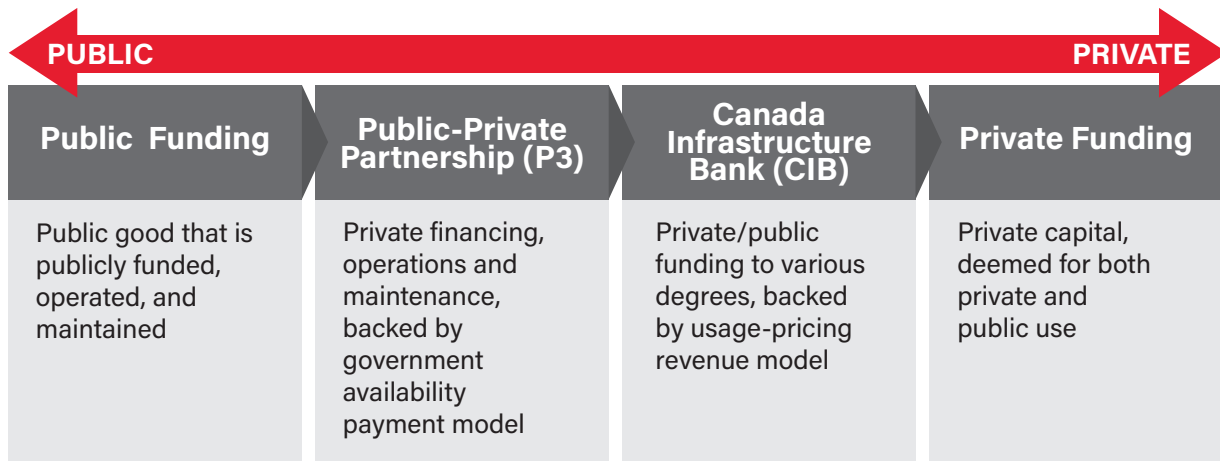 PUBLIC
PRIVATE
Public Funding
Public-Private
Partnership (P3)
Canada
Infrastructure
Bank (CIB)
Private Funding
Public good that is
publicly funded,
operated, and
maintained
Private financing,
operations and
maintenance,
backed by
government
availability
payment model
Private/public
funding to various
degrees, backed
by usage-pricing
revenue model
Private capital,
deemed for both
private and
public use